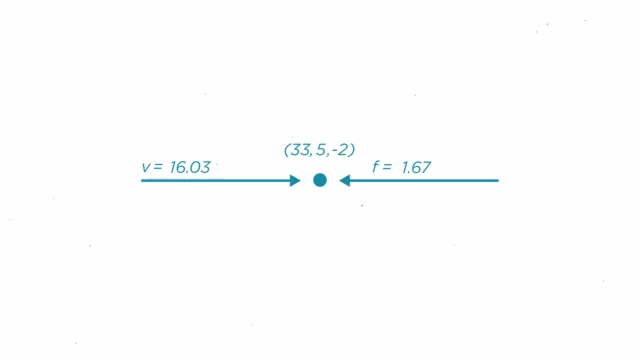 (33, 5, -2)
v = 16.03
f = 1.67